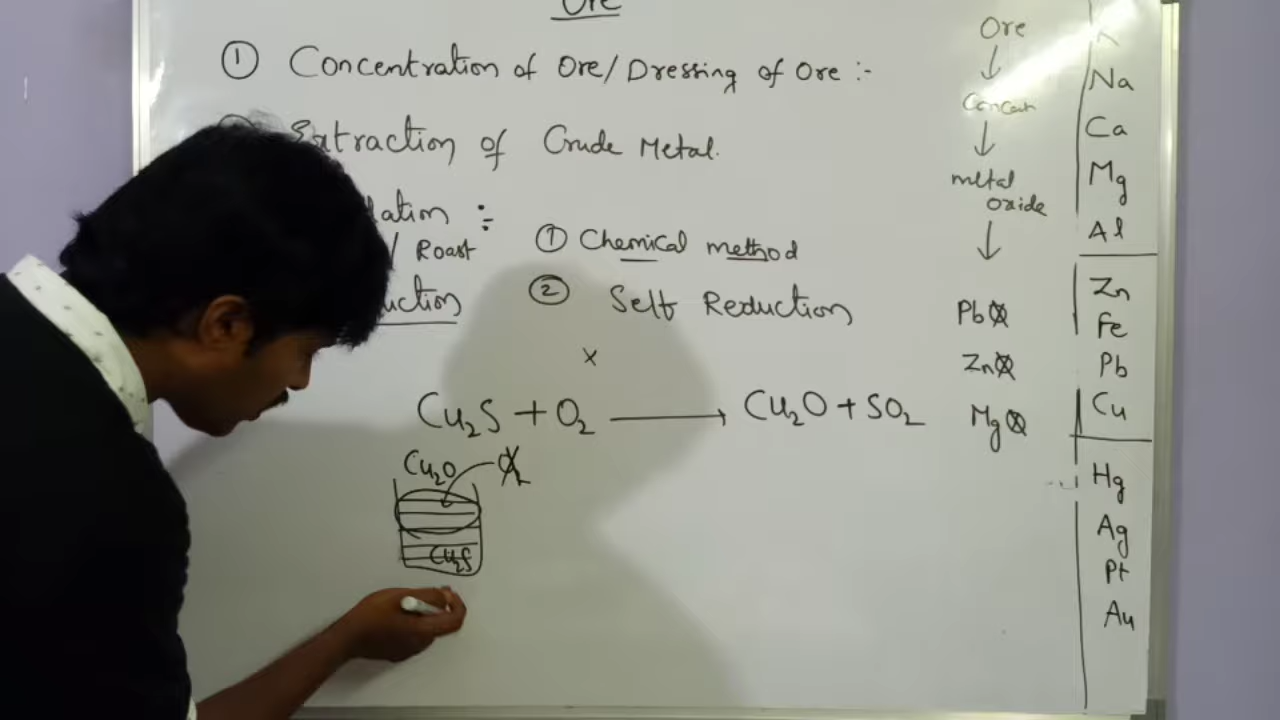 Ore
① Concentration of Ore/Dressing of Ore :-
Extraction of Crude Metal.
dation :-
/ Roast
① Chemical method
uction
② Self Reduction
x
Cu₂S + O₂ → Cu₂O + SO₂
Cu₂O
O₂
Cu₂S
Ore
↓
↓
metal
oxide
↓
PbO
ZnO
MgO
Na
Ca
Mg
Al
Zn
Fe
Pb
Cu
Hg
Ag
Pt
Au